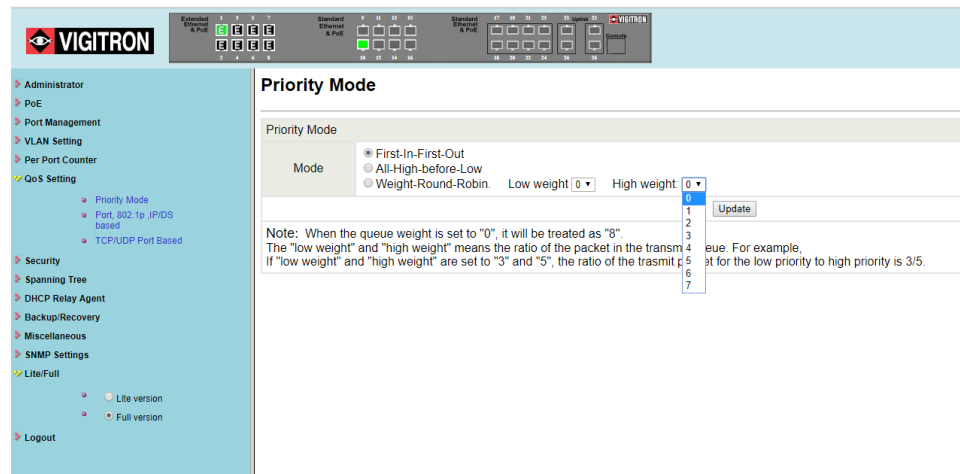 VIGITRON
Extended
Ethernet
& PoE
1 3 5 7
E E E E
E E E E
2 4 6 8
Standard
Ethernet
& PoE
9 11 13 15
10 12 14 16
Standard
Ethernet
& PoE
17 19 21 23 25 Uplink 25
18 20 22 24 26 26
VIGITRON
Console
Administrator
PoE
Port Management
VLAN Setting
Per Port Counter
QoS Setting
Priority Mode
Port, 802.1p ,IP/DS
based
TCP/UDP Port Based
Security
Spanning Tree
DHCP Relay Agent
Backup/Recovery
Miscellaneous
SNMP Settings
Lite/Full
Lite version
Full version
Logout
Priority Mode
Priority Mode
Mode
First-In-First-Out
All-High-before-Low
Weight-Round-Robin. Low weight 0 High weight: 0
0
1
2
3
4
5
6
7
Update
Note: When the queue weight is set to "0", it will be treated as "8".
The "low weight" and "high weight" means the ratio of the packet in the transm eue. For example,
If "low weight" and "high weight" are set to "3" and "5", the ratio of the trasmit p et for the low priority to high priority is 3/5.